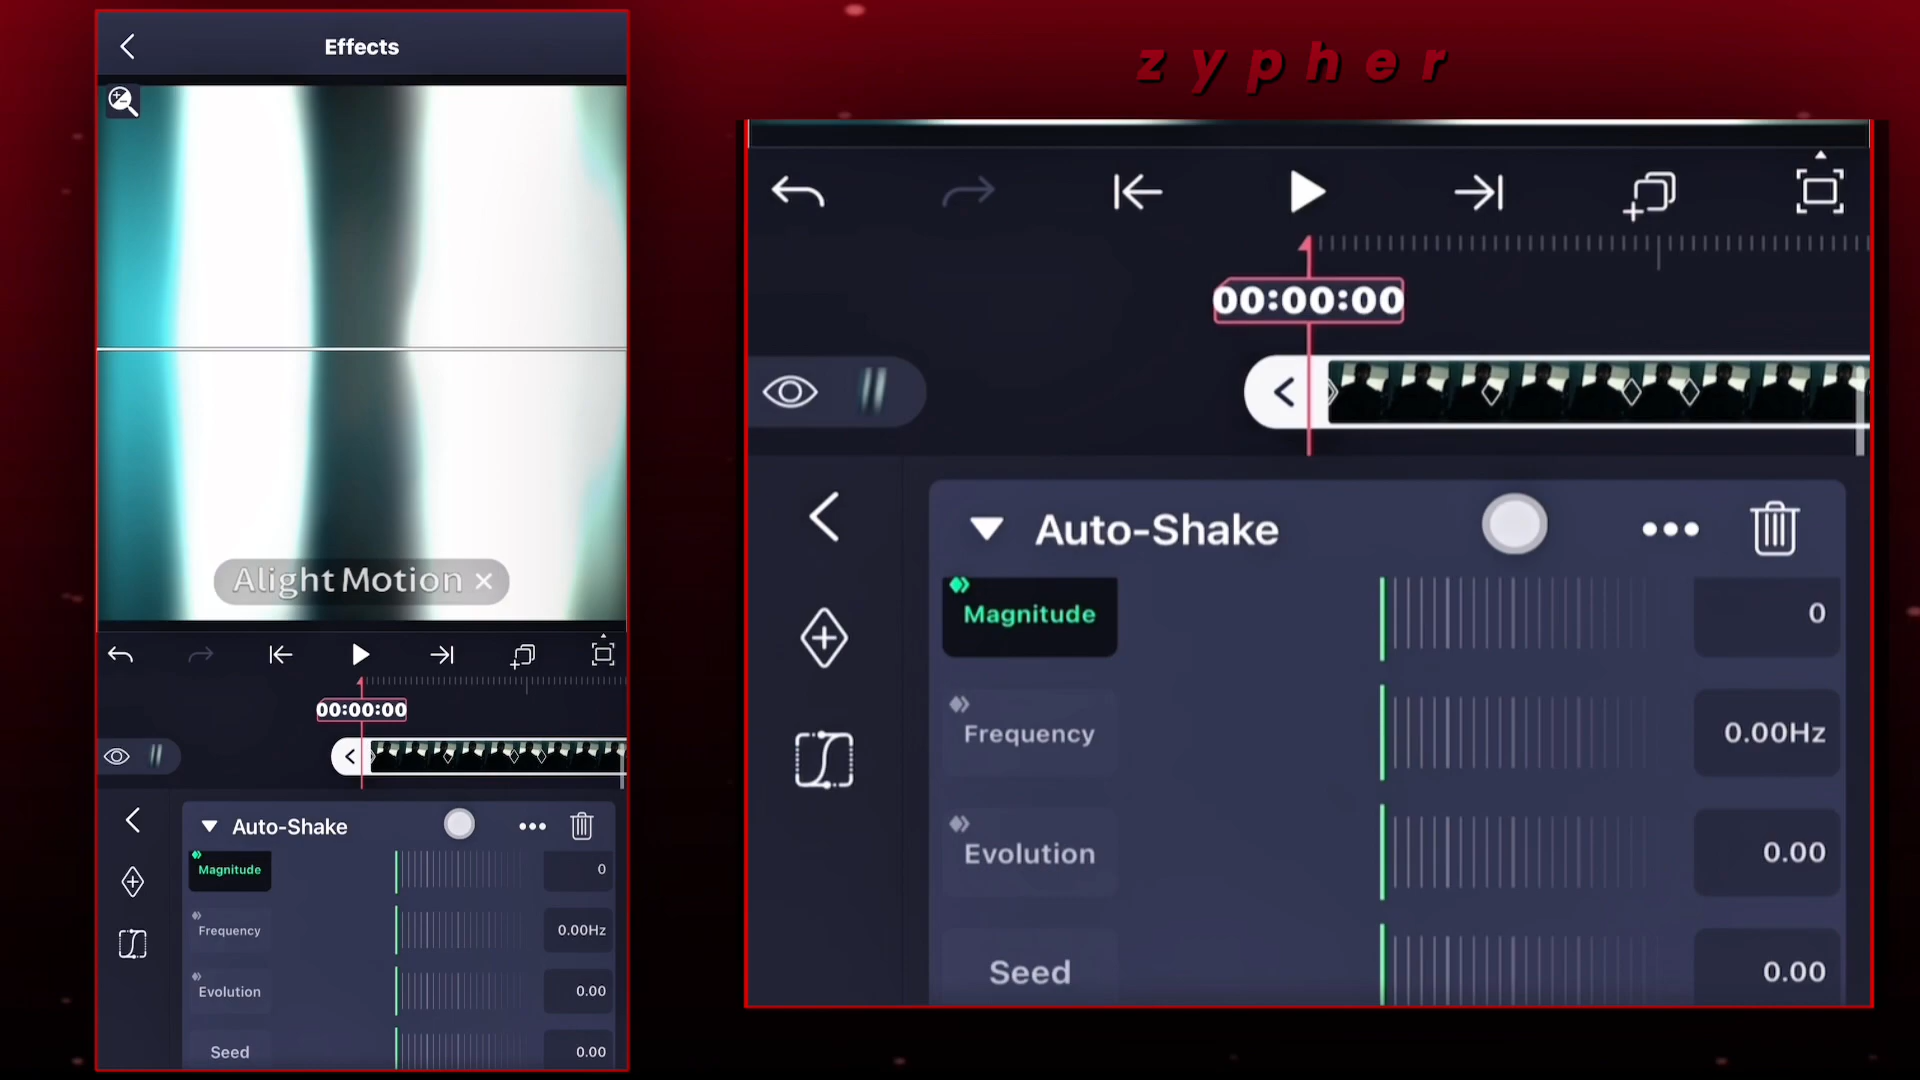 Effects
Alight Motion ×
00:00:00
Auto-Shake
Magnitude
0
Frequency
0.00Hz
Evolution
0.00
Seed
0.00
zypher
00:00:00
Auto-Shake
Magnitude
0
Frequency
0.00Hz
Evolution
0.00
Seed
0.00